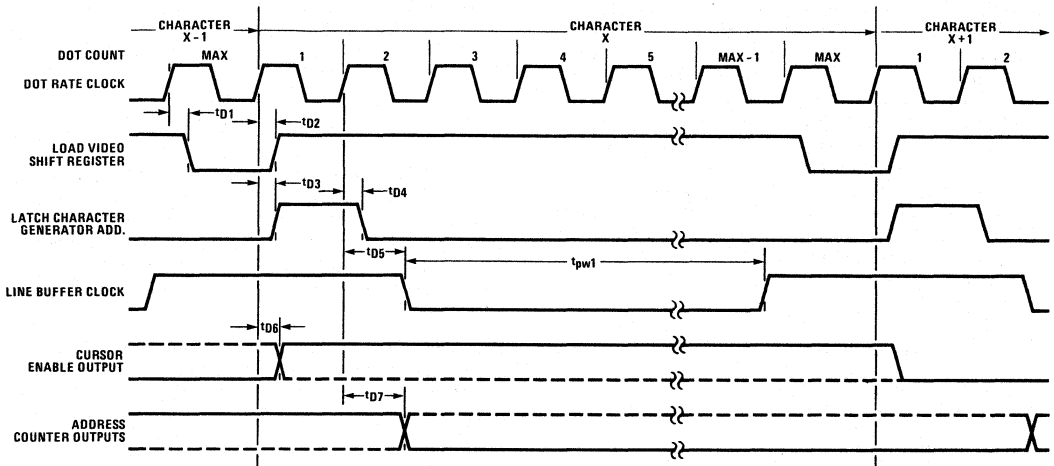 CHARACTER
X - 1
CHARACTER
X
CHARACTER
X + 1
DOT COUNT
MAX
1
2
3
4
5
MAX - 1
MAX
1
2
DOT RATE CLOCK
tD1
tD2
LOAD VIDEO
SHIFT REGISTER
tD3
tD4
LATCH CHARACTER
GENERATOR ADD.
tD5
tpw1
LINE BUFFER CLOCK
tD6
CURSOR
ENABLE OUTPUT
tD7
ADDRESS
COUNTER OUTPUTS